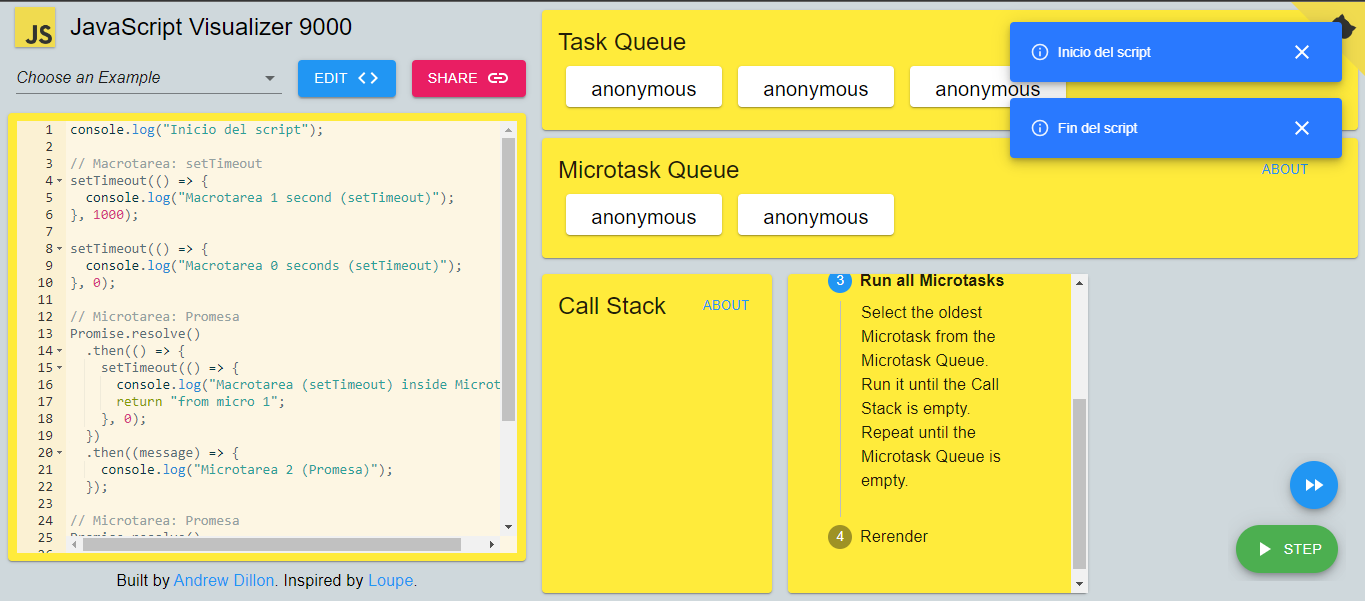 JS JavaScript Visualizer 9000
Choose an Example
EDIT
SHARE
1 console.log("Inicio del script");
2
3 // Macrotarea: setTimeout
4 setTimeout(() => {
5 console.log("Macrotarea 1 second (setTimeout)");
6 }, 1000);
7
8 setTimeout(() => {
9 console.log("Macrotarea 0 seconds (setTimeout)");
10 }, 0);
11
12 // Microtarea: Promesa
13 Promise.resolve()
14 .then(() => {
15 setTimeout(() => {
16 console.log("Macrotarea (setTimeout) inside Microt
17 return "from micro 1";
18 }, 0);
19 })
20 .then((message) => {
21 console.log("Microtarea 2 (Promesa)");
22 });
23
24 // Microtarea: Promesa
25 Promise.resolve()
26
Built by Andrew Dillon. Inspired by Loupe.
Task Queue
anonymous
anonymous
anonymous
Inicio del script
Fin del script
Microtask Queue
ABOUT
anonymous
anonymous
Call Stack
ABOUT
3 Run all Microtasks
Select the oldest
Microtask from the
Microtask Queue.
Run it until the Call
Stack is empty.
Repeat until the
Microtask Queue is
empty.
4 Rerender
STEP